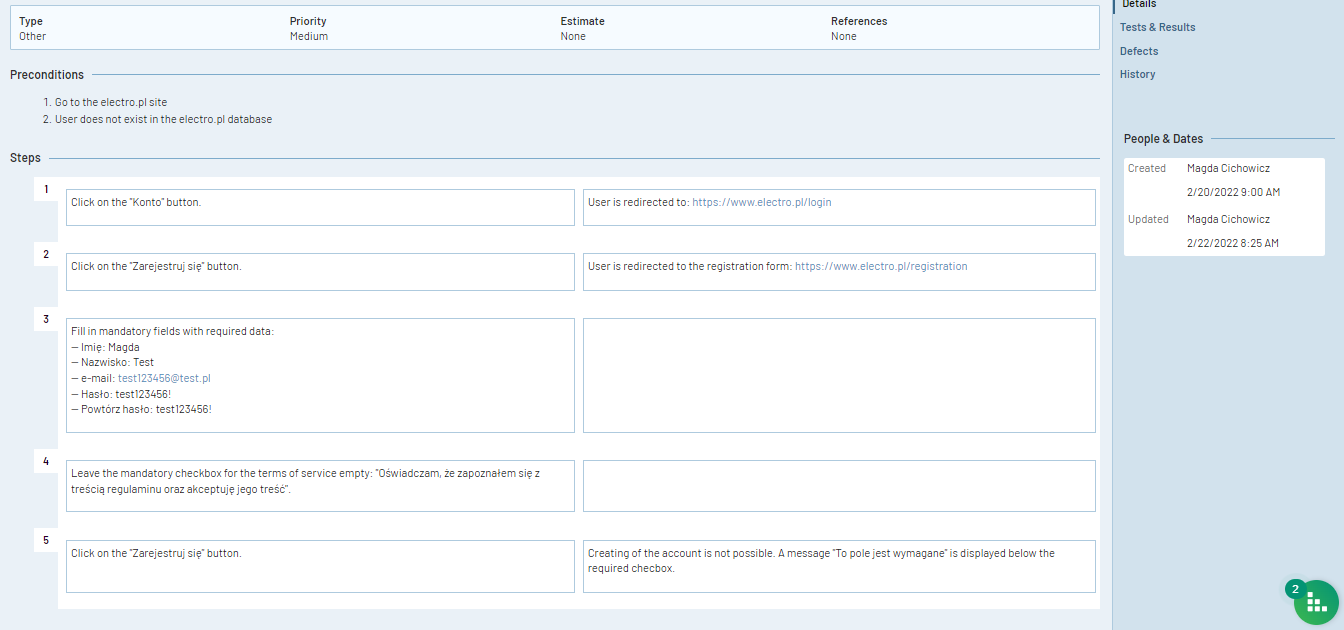 Details
Type Priority Estimate References
Other Medium None None
Tests & Results
Defects
History
Preconditions
1. Go to the electro.pl site
2. User does not exist in the electro.pl database
People & Dates
Created Magda Cichowicz
2/20/2022 9:00 AM
Updated Magda Cichowicz
2/22/2022 8:25 AM
Steps
1
Click on the "Konto" button.
User is redirected to: https://www.electro.pl/login
2
Click on the "Zarejestruj się" button.
User is redirected to the registration form: https://www.electro.pl/registration
3
Fill in mandatory fields with required data:
– Imię: Magda
– Nazwisko: Test
– e-mail: test123456@test.pl
– Hasło: test123456!
– Powtórz hasło: test123456!
4
Leave the mandatory checkbox for the terms of service empty: "Oświadczam, że zapoznałem się z
treścią regulaminu oraz akceptuję jego treść".
5
Click on the "Zarejestruj się" button.
Creating of the account is not possible. A message "To pole jest wymagane" is displayed below the
required checbox.
2